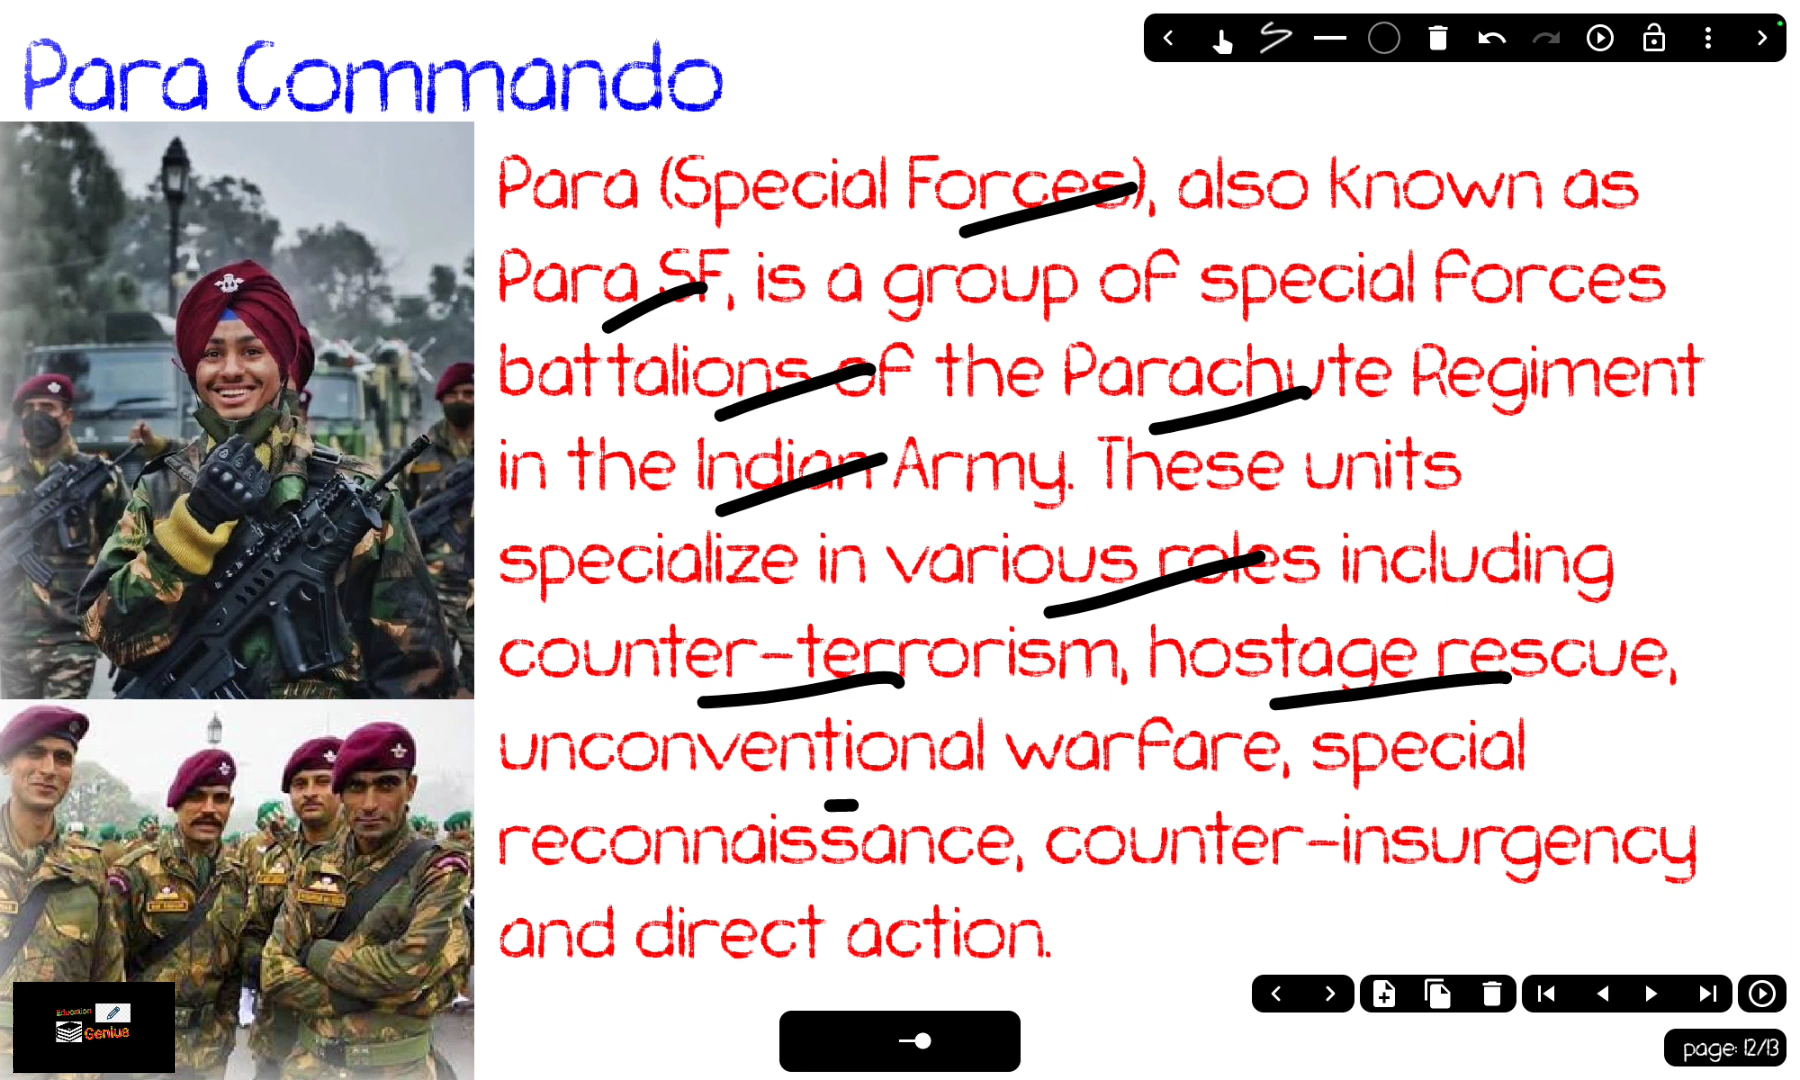 Para Commando
Para (Special Forces), also known as
Para SF, is a group of special forces
battalions of the Parachute Regiment
in the Indian Army. These units
specialize in various roles including
counter-terrorism, hostage rescue,
unconventional warfare, special
reconnaissance, counter-insurgency
and direct action.
Education
Genius
page: 12/13